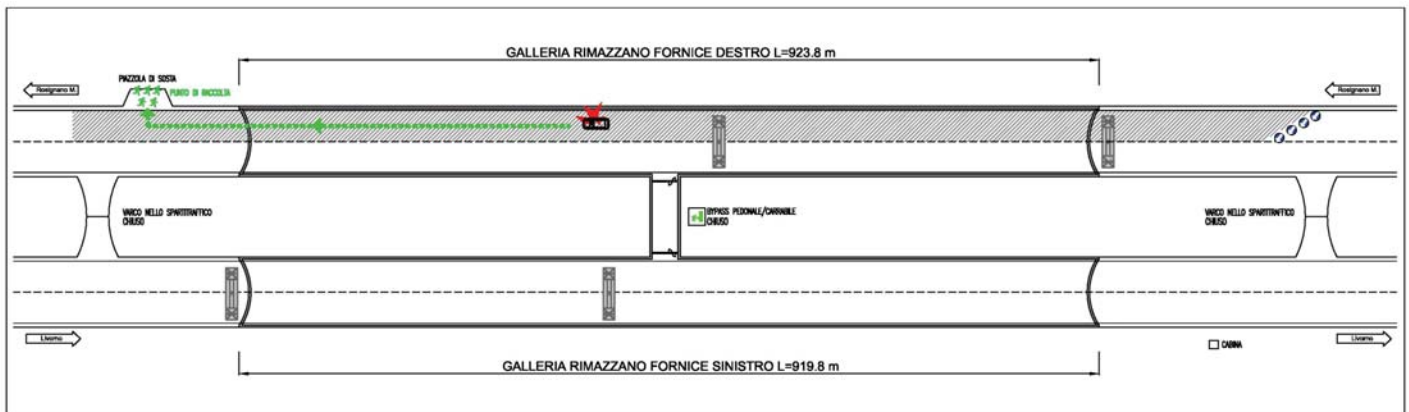 GALLERIA RIMAZZANO FORNICE DESTRO L=923.8 m
PIAZZOLA DI SOSTA
PUNTO DI RACCOLTA
Rosignano M.
Rosignano M.
VARCO NELLO SPARTITRAFFICO
CHIUSO
BYPASS PEDONALE/CARRABILE
CHIUSO
VARCO NELLO SPARTITRAFFICO
CHIUSO
Livorno
CABINA
Livorno
GALLERIA RIMAZZANO FORNICE SINISTRO L=919.8 m